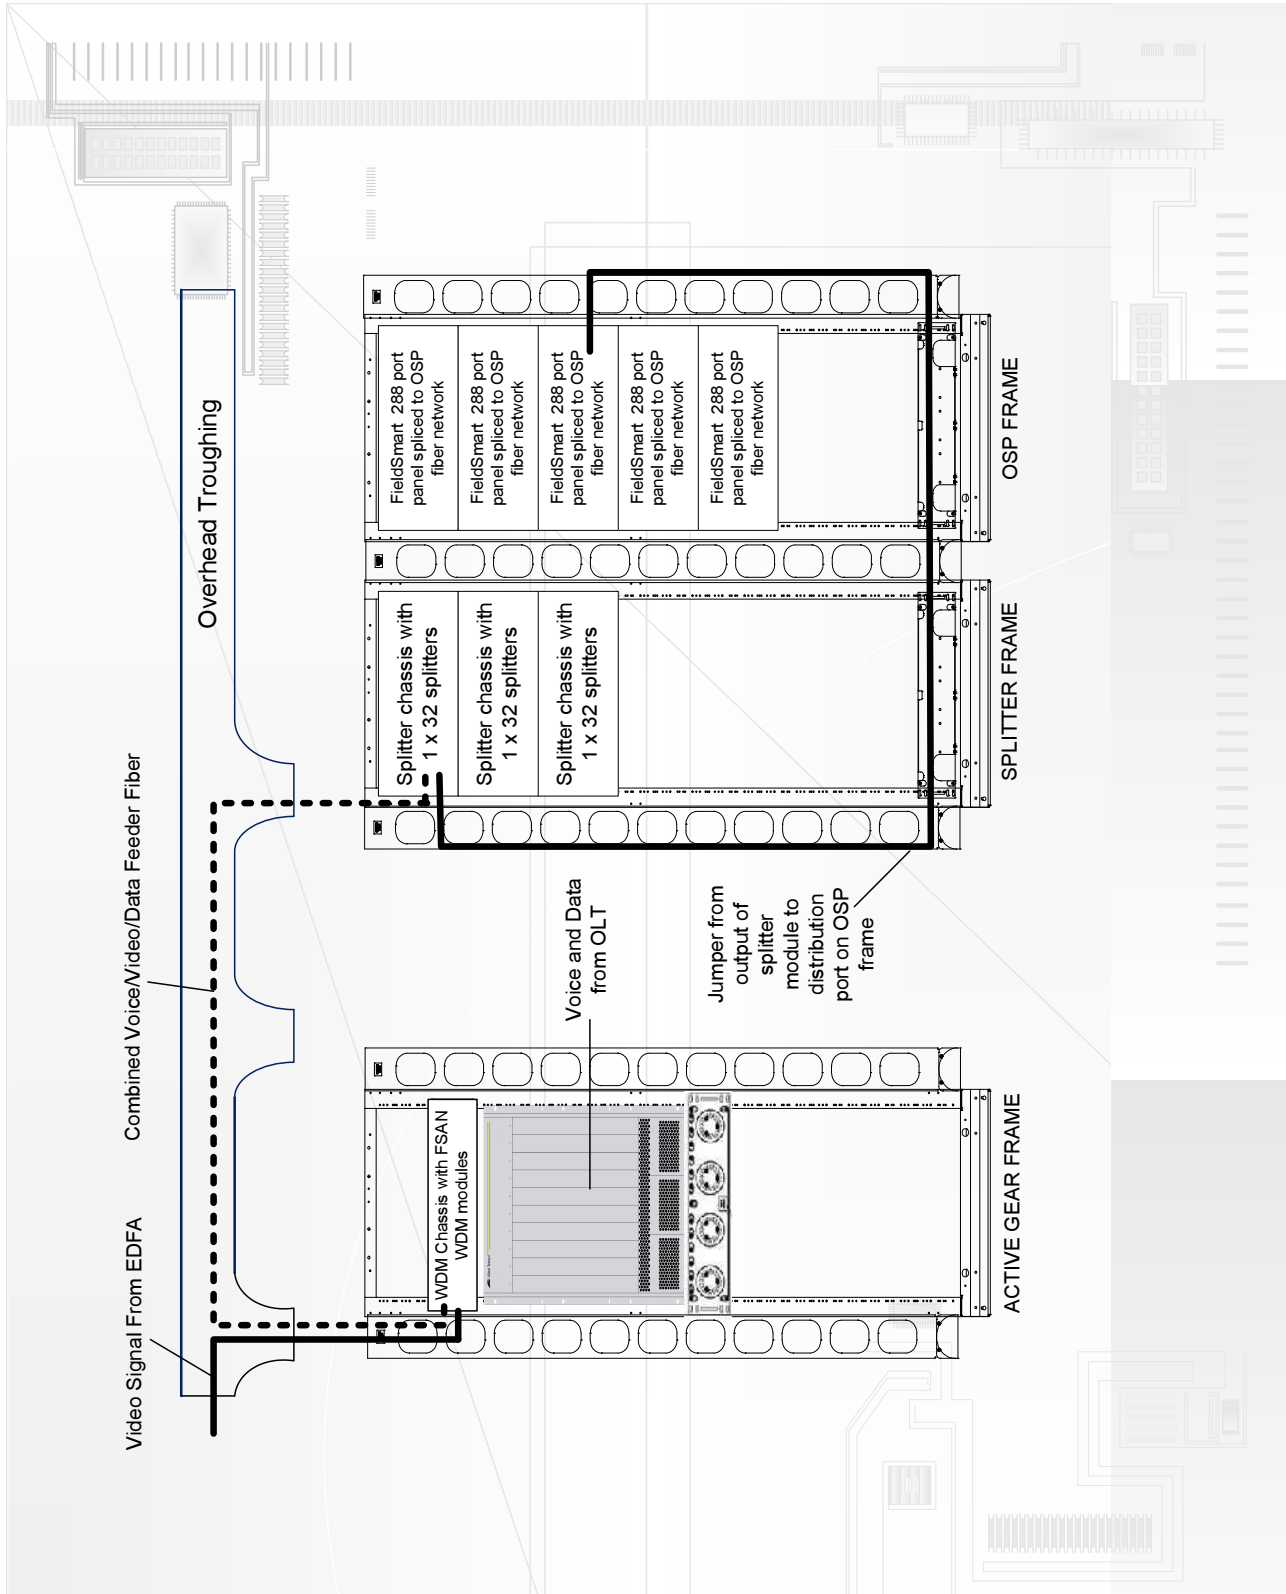 Video Signal From EDFA
Combined Voice/Video/Data Feeder Fiber
Overhead Troughing
WDM Chassis with FSAN
WDM modules
Voice and Data
from OLT
Jumper from
output of
splitter
module to
distribution
port on OSP
frame
Splitter chassis with
1 x 32 splitters
Splitter chassis with
1 x 32 splitters
Splitter chassis with
1 x 32 splitters
FieldSmart 288 port
panel spliced to OSP
fiber network
FieldSmart 288 port
panel spliced to OSP
fiber network
FieldSmart 288 port
panel spliced to OSP
fiber network
FieldSmart 288 port
panel spliced to OSP
fiber network
FieldSmart 288 port
panel spliced to OSP
fiber network
ACTIVE GEAR FRAME
SPLITTER FRAME
OSP FRAME